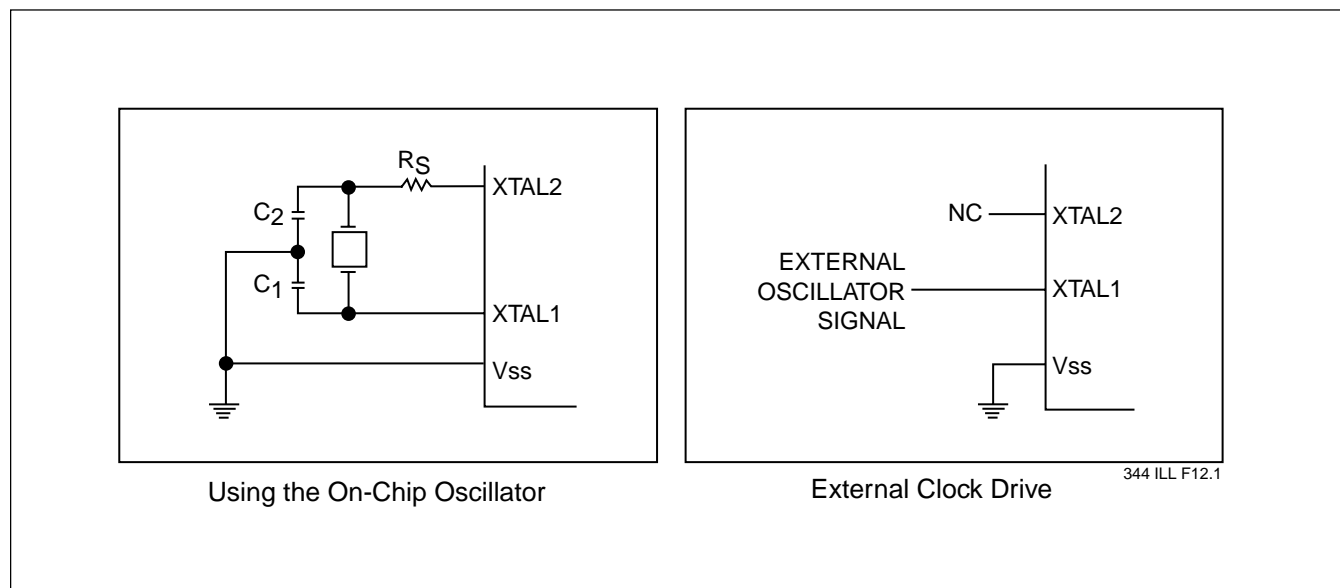 RS
XTAL2
C2
C1
XTAL1
Vss
Using the On-Chip Oscillator
NC
XTAL2
EXTERNAL
OSCILLATOR
SIGNAL
XTAL1
Vss
External Clock Drive
344 ILL F12.1